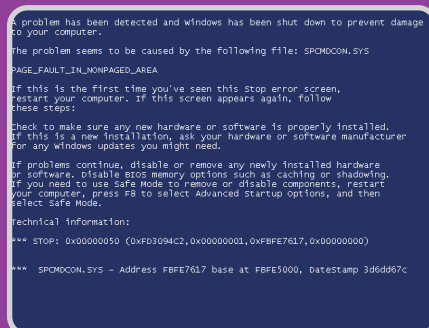 A problem has been detected and windows has been shut down to prevent damage
to your computer.
The problem seems to be caused by the following file: SPCMDCON.SYS
PAGE_FAULT_IN_NONPAGED_AREA
If this is the first time you've seen this Stop error screen,
restart your computer. If this screen appears again, follow
these steps:
Check to make sure any new hardware or software is properly installed.
If this is a new installation, ask your hardware or software manufacturer
for any windows updates you might need.
If problems continue, disable or remove any newly installed hardware
or software. Disable BIOS memory options such as caching or shadowing.
If you need to use Safe Mode to remove or disable components, restart
your computer, press F8 to select Advanced Startup Options, and then
select Safe Mode.
Technical information:
*** STOP: 0x00000050 (0xFD3094C2,0x00000001,0xFBFE7617,0x00000000)
*** SPCMDCON.SYS - Address FBFE7617 base at FBFE5000, DateStamp 3d6dd67c